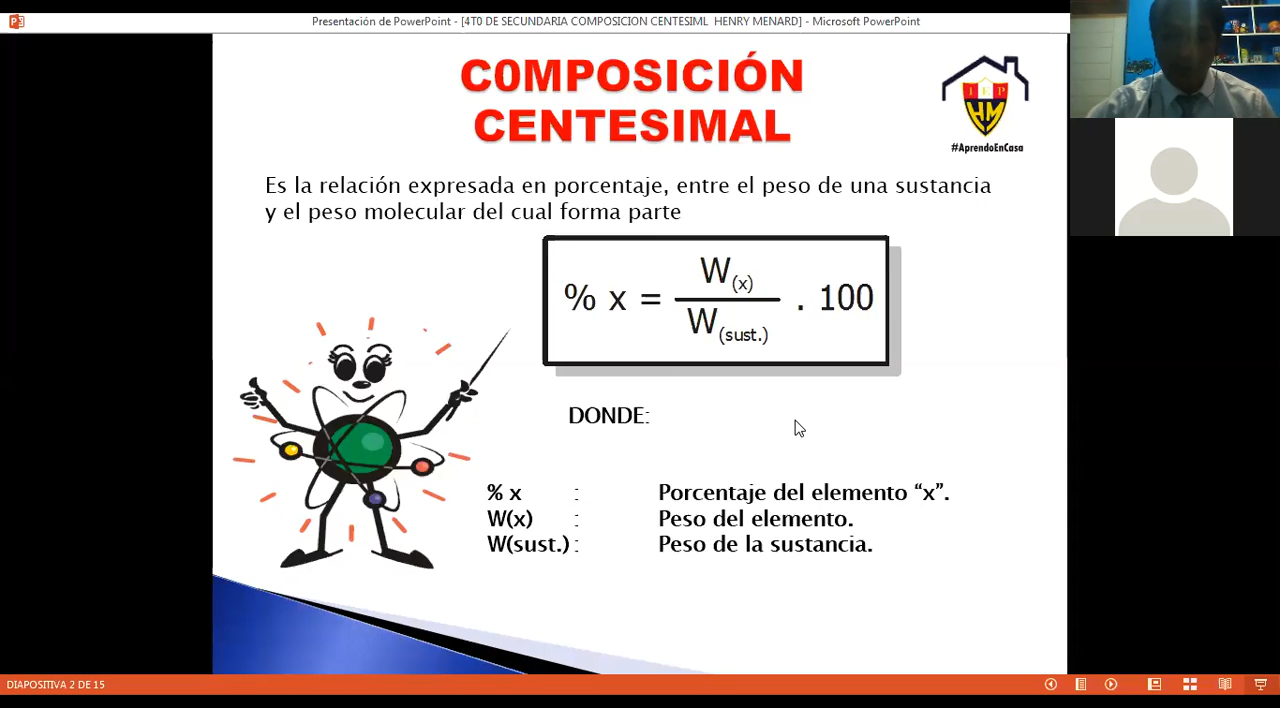 Presentación de PowerPoint - [4T0 DE SECUNDARIA COMPOSICION CENTESIML HENRY MENARD] - Microsoft PowerPoint
C0MPOSICIÓN
CENTESIMAL
I E P
HM
#AprendoEnCasa
Es la relación expresada en porcentaje, entre el peso de una sustancia
y el peso molecular del cual forma parte
% x = W(x) / W(sust.) . 100
DONDE:
% x : Porcentaje del elemento “x”.
W(x) : Peso del elemento.
W(sust.) : Peso de la sustancia.
DIAPOSITIVA 2 DE 15